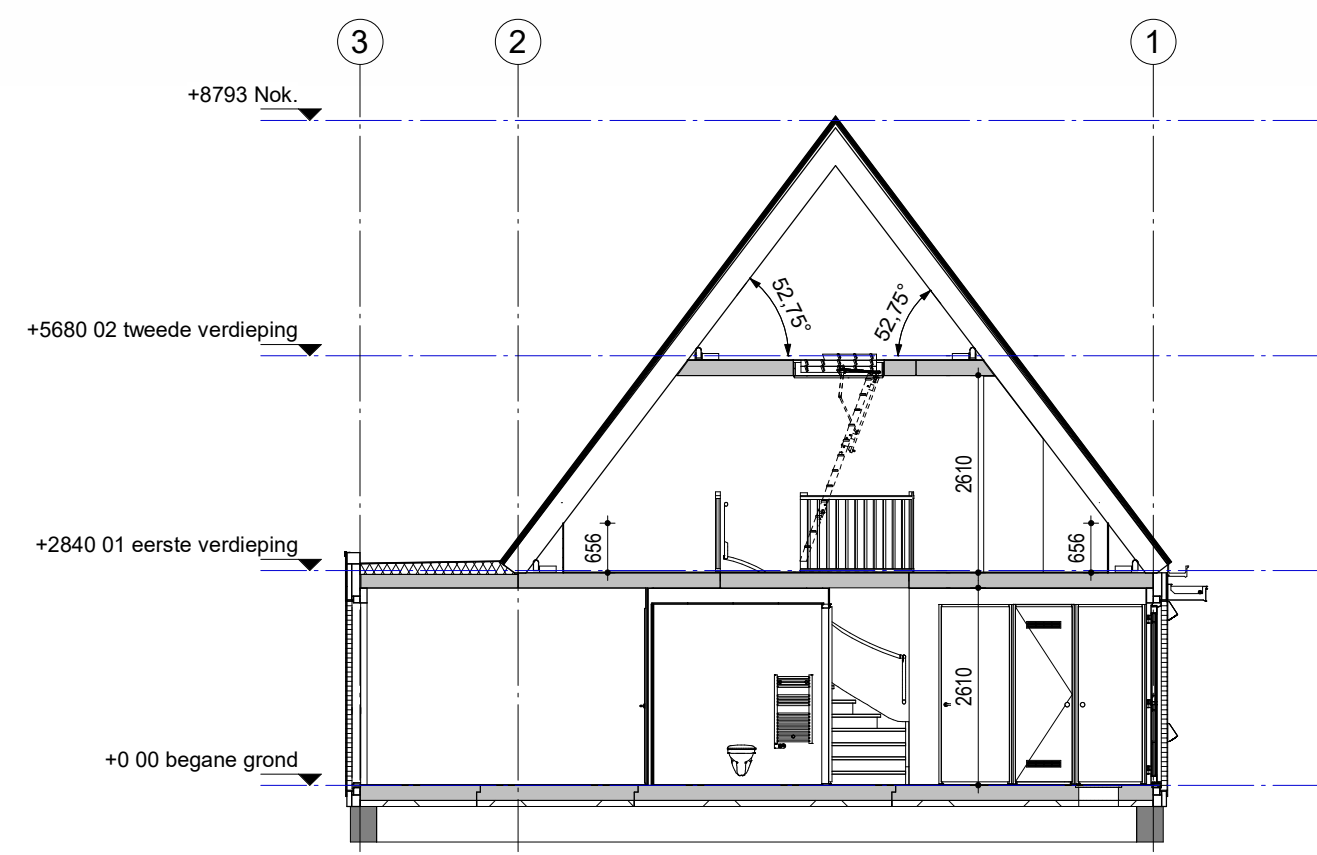 3
2
1
+8793 Nok.
52,75°
52,75°
+5680 02 tweede verdieping
2610
656
656
+2840 01 eerste verdieping
2610
+0 00 begane grond